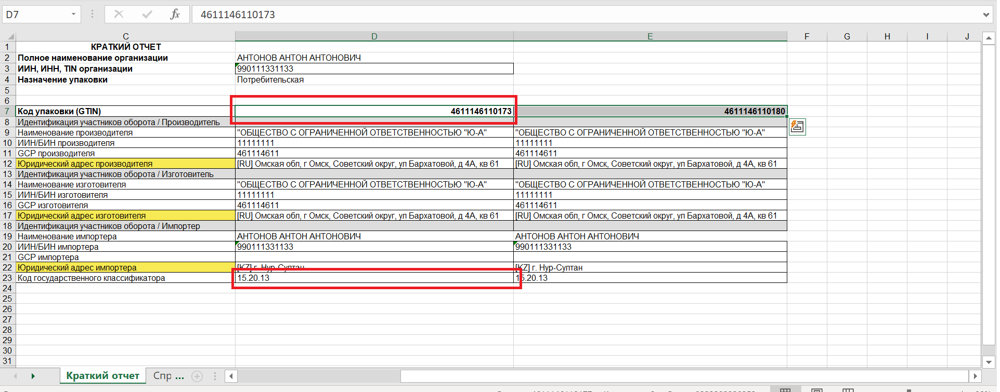 D7 fx 4611146110173
C D E F G H I J
1 КРАТКИЙ ОТЧЕТ
2 Полное наименование организации АНТОНОВ АНТОН АНТОНОВИЧ
3 ИИН, ИНН, TIN организации 990111331133
4 Назначение упаковки Потребительская
5
6
7 Код упаковки (GTIN) 4611146110173 4611146110180
8 Идентификация участников оборота / Производитель
9 Наименование производителя "ОБЩЕСТВО С ОГРАНИЧЕННОЙ ОТВЕТСТВЕННОСТЬЮ "Ю-А" "ОБЩЕСТВО С ОГРАНИЧЕННОЙ ОТВЕТСТВЕННОСТЬЮ "Ю-А"
10 ИИН/БИН производителя 11111111 11111111
11 GCP производителя 461114611 461114611
12 Юридический адрес производителя [RU] Омская обл, г Омск, Советский округ, ул Бархатовой, д 4А, кв 61 [RU] Омская обл, г Омск, Советский округ, ул Бархатовой, д 4А, кв 61
13 Идентификация участников оборота / Изготовитель
14 Наименование изготовителя "ОБЩЕСТВО С ОГРАНИЧЕННОЙ ОТВЕТСТВЕННОСТЬЮ "Ю-А" "ОБЩЕСТВО С ОГРАНИЧЕННОЙ ОТВЕТСТВЕННОСТЬЮ "Ю-А"
15 ИИН/БИН изготовителя 11111111 11111111
16 GCP изготовителя 461114611 461114611
17 Юридический адрес изготовителя [RU] Омская обл, г Омск, Советский округ, ул Бархатовой, д 4А, кв 61 [RU] Омская обл, г Омск, Советский округ, ул Бархатовой, д 4А, кв 61
18 Идентификация участников оборота / Импортер
19 Наименование импортера АНТОНОВ АНТОН АНТОНОВИЧ АНТОНОВ АНТОН АНТОНОВИЧ
20 ИИН/БИН импортера 990111331133 990111331133
21 GCP импортера
22 Юридический адрес импортера [KZ] г. Нур-Султан [KZ] г. Нур-Султан
23 Код государственного классификатора 15.20.13 15.20.13
24
25
26
27
28
29
30
31
Краткий отчет Спр ...